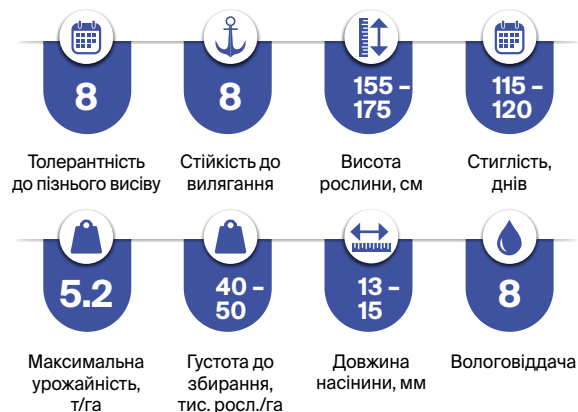 8
8
155 –
175
115 –
120
Толерантність
до пізнього висіву
Стійкість до
вилягання
Висота
рослини, см
Стиглість,
днів
5.2
40 –
50
13 –
15
8
Максимальна
урожайність,
т/га
Густота до
збирання,
тис. росл./га
Довжина
насінини, мм
Вологовіддача